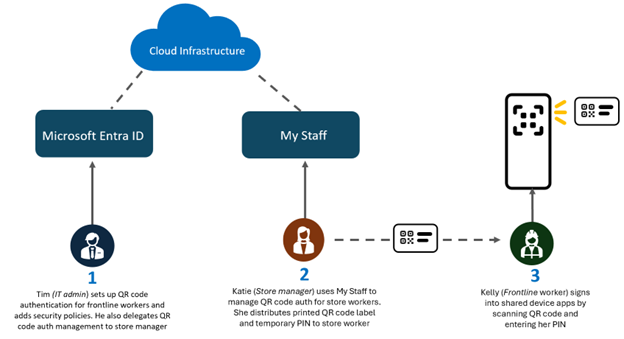 Cloud Infrastructure
Microsoft Entra ID
My Staff
1
Tim (IT admin) sets up QR code
authentication for frontline workers and
adds security policies. He also delegates QR
code auth management to store manager
2
Katie (Store manager) uses My Staff to
manage QR code auth for store workers.
She distributes printed QR code label
and temporary PIN to store worker
3
Kelly (Frontline worker) signs
into shared device apps by
scanning QR code and
entering her PIN